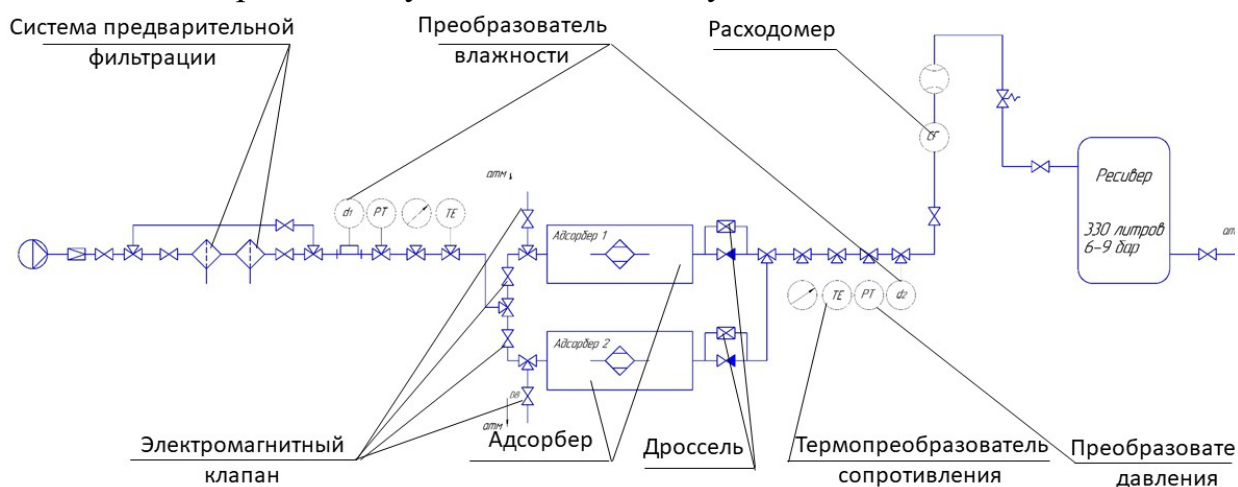 Система предварительной
фильтрации
Преобразователь
влажности
Расходомер
атм
d1
PT
TE
CF
Адсорбер 1
Адсорбер 2
Ресивер
330 литров
6-9 бар
TE
PT
d2
атм
Электромагнитный
клапан
Адсорбер
Дроссель
Термопреобразователь
сопротивления
Преобразовате
давления